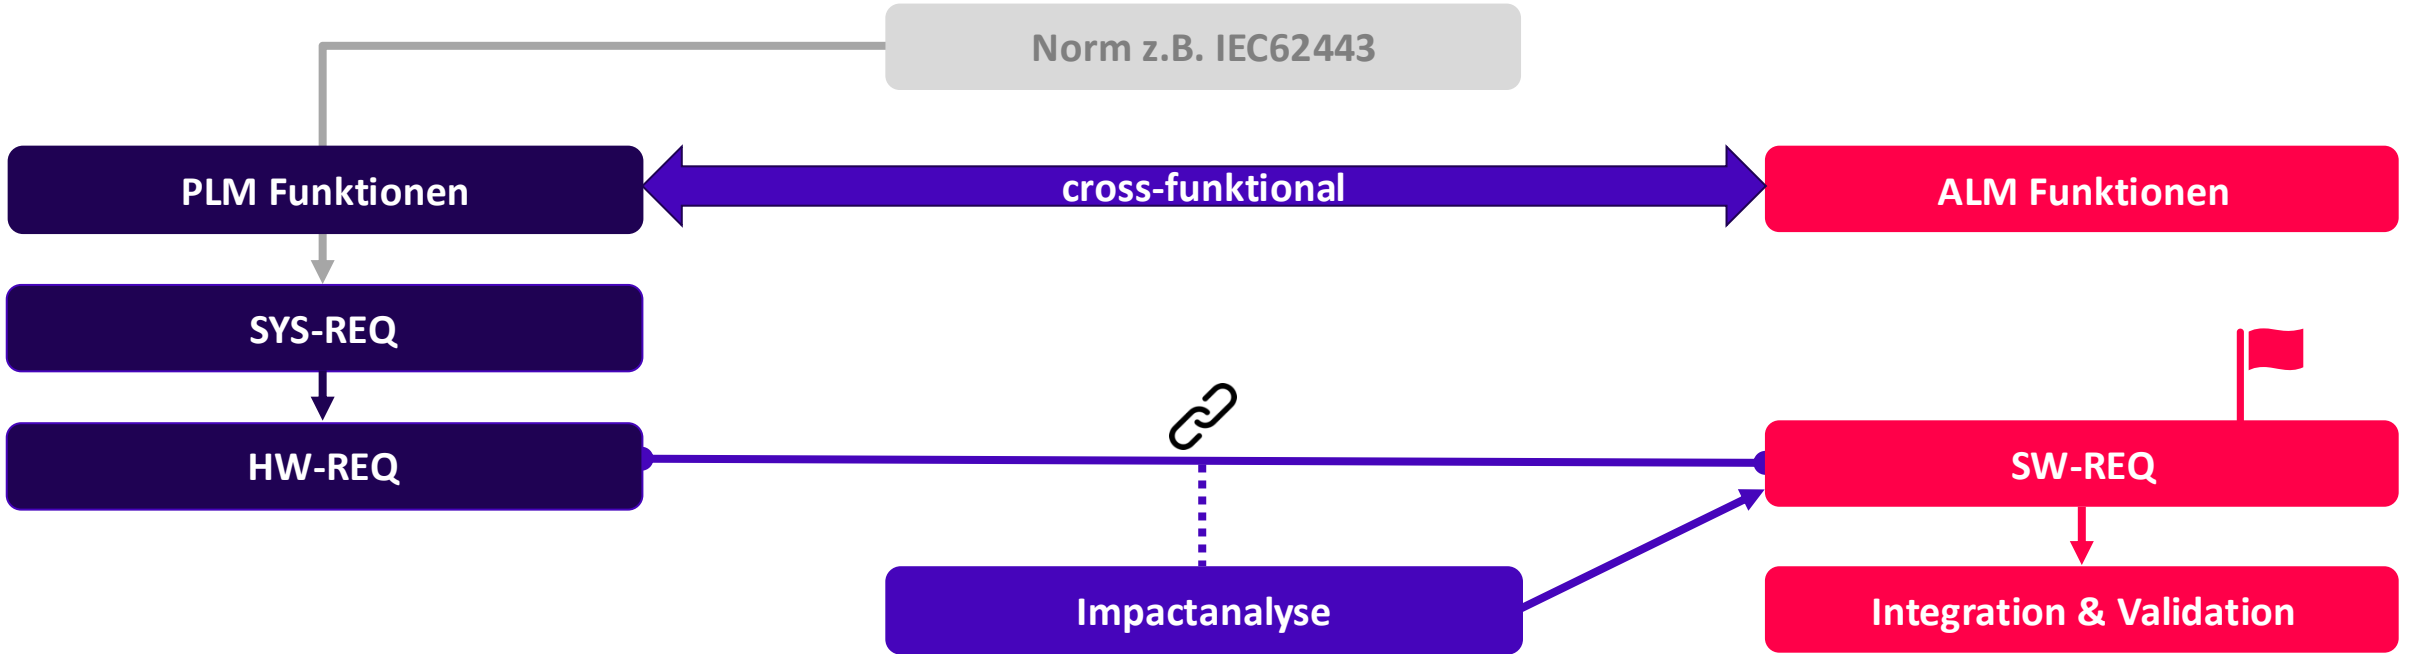 Norm z.B. IEC62443
PLM Funktionen
cross-funktional
ALM Funktionen
SYS-REQ
HW-REQ
SW-REQ
Impactanalyse
Integration & Validation